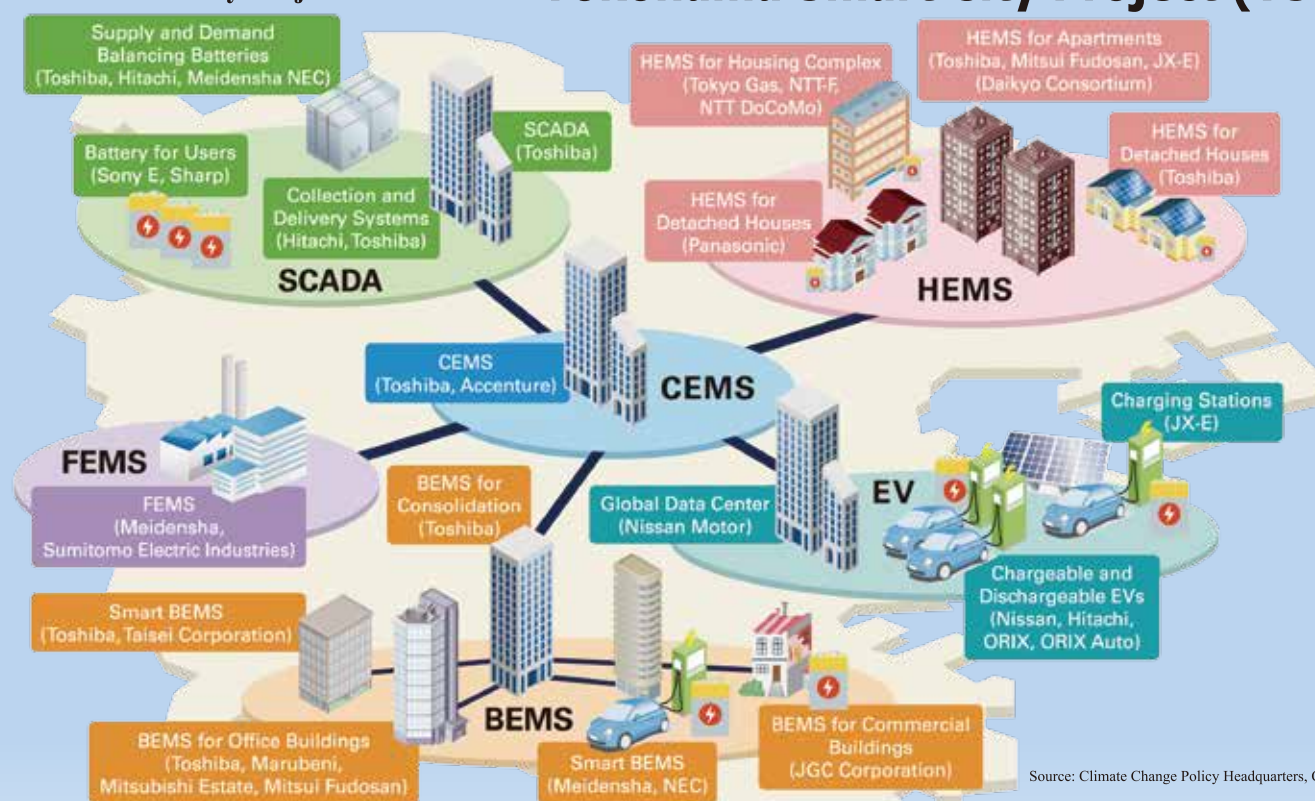 Supply and Demand
Balancing Batteries
(Toshiba, Hitachi, Meidensha NEC)
Battery for Users
(Sony E, Sharp)
Collection and
Delivery Systems
(Hitachi, Toshiba)
SCADA
(Toshiba)
SCADA
HEMS for Housing Complex
(Tokyo Gas, NTT-F,
NTT DoCoMo)
HEMS for Apartments
(Toshiba, Mitsui Fudosan, JX-E)
(Daikyo Consortium)
HEMS for
Detached Houses
(Toshiba)
HEMS for
Detached Houses
(Panasonic)
HEMS
CEMS
(Toshiba, Accenture)
CEMS
FEMS
FEMS
(Meidensha,
Sumitomo Electric Industries)
BEMS for
Consolidation
(Toshiba)
Global Data Center
(Nissan Motor)
EV
Charging Stations
(JX-E)
Chargeable and
Dischargeable EVs
(Nissan, Hitachi,
ORIX, ORIX Auto)
Smart BEMS
(Toshiba, Taisei Corporation)
BEMS
BEMS for Office Buildings
(Toshiba, Marubeni,
Mitsubishi Estate, Mitsui Fudosan)
Smart BEMS
(Meidensha, NEC)
BEMS for Commercial
Buildings
(JGC Corporation)
Source: Climate Change Policy Headquarters,